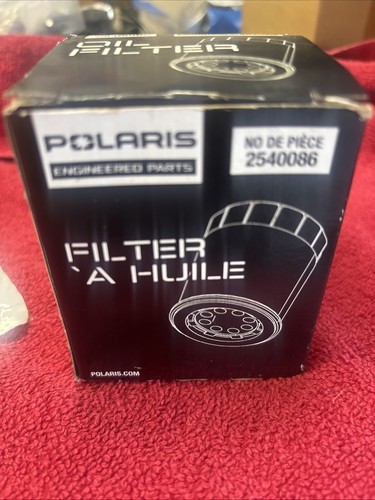 OIL
FILTER
POLARIS
ENGINEERED PARTS
NO DE PIÈCE
2540086
FILTER
`A HUILE
POLARIS.COM